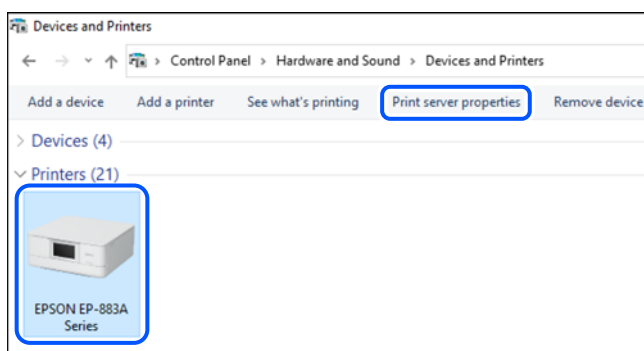 Devices and Printers
Control Panel > Hardware and Sound > Devices and Printers
Add a device Add a printer See what's printing Print server properties Remove device
Devices (4)
Printers (21)
EPSON EP-883A
Series